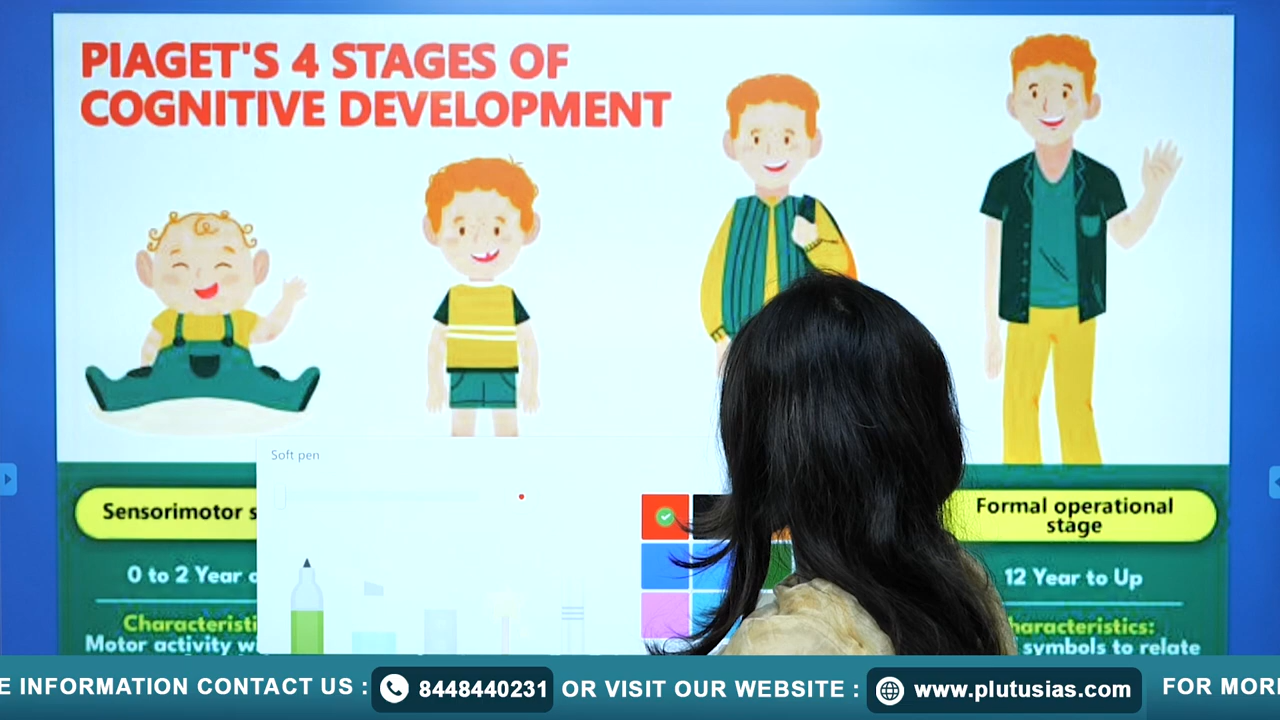 PIAGET'S 4 STAGES OF
COGNITIVE DEVELOPMENT
Soft pen
Sensorimotor
Formal operational
stage
0 to 2 Year
12 Year to Up
Motor activity
symbols to relate
E INFORMATION CONTACT US : 8448440231 OR VISIT OUR WEBSITE : www.plutusias.com FOR MOR